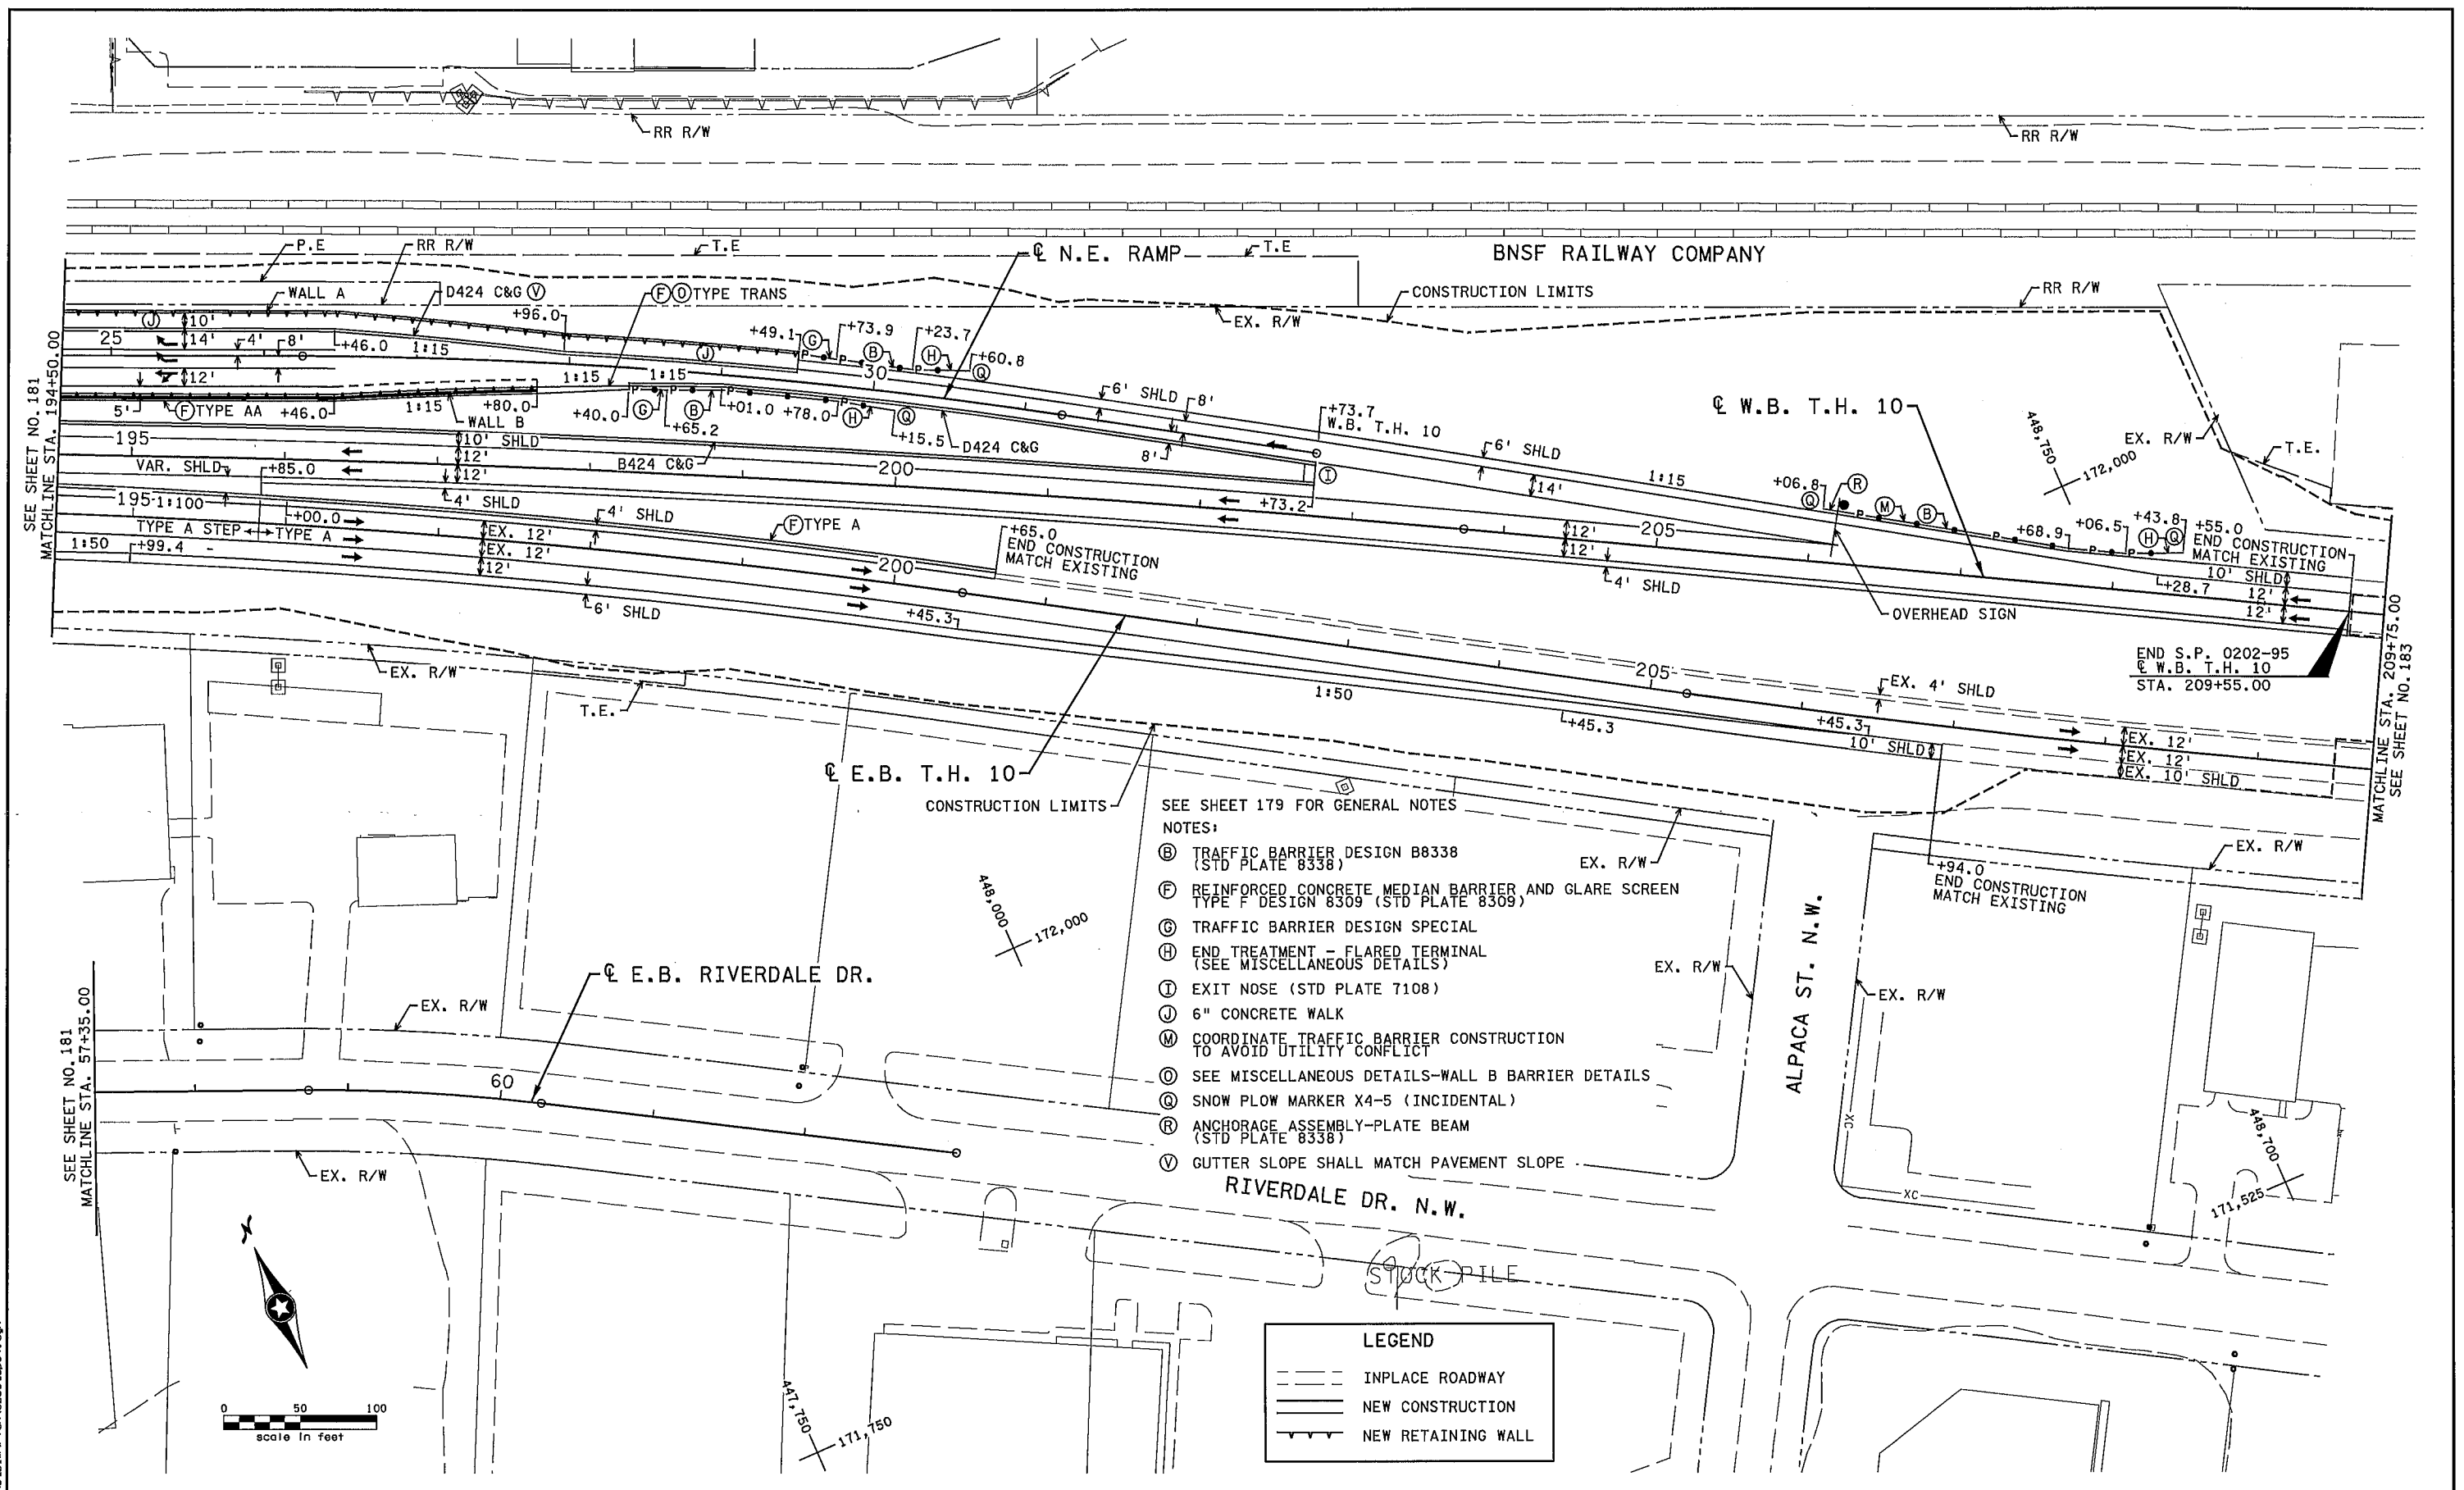 RR R/W
RR R/W
P.E
RR R/W
T.E
℄ N.E. RAMP
T.E
BNSF RAILWAY COMPANY
WALL A
D424 C&G Ⓥ
Ⓕ Ⓞ TYPE TRANS
EX. R/W
CONSTRUCTION LIMITS
RR R/W
SEE SHEET NO. 181
MATCHLINE STA. 194+50.00
Ⓙ
10'
25
14'
4'
8'
+46.0
1:15
+96.0
Ⓙ
+49.1
Ⓖ
+73.9
Ⓑ
+23.7
Ⓗ
+60.8
Ⓠ
12'
1:15
1:15
30
5'
Ⓕ TYPE AA
+46.0
1:15
+80.0
WALL B
+40.0
Ⓖ
+65.2
Ⓑ
+01.0
+78.0
Ⓗ
Ⓠ
+15.5
D424 C&G
6' SHLD
8'
8'
+73.7
W.B. T.H. 10
6' SHLD
1:15
14'
Ⓘ
℄ W.B. T.H. 10
448,750
172,000
EX. R/W
T.E.
195
10' SHLD
12'
12'
B424 C&G
200
+73.2
VAR. SHLD
+85.0
4' SHLD
195
1:100
+00.0
TYPE A STEP
TYPE A
EX. 12'
EX. 12'
12'
4' SHLD
Ⓕ TYPE A
+65.0
END CONSTRUCTION
MATCH EXISTING
1:50
+99.4
6' SHLD
200
+45.3
12'
12'
205
4' SHLD
+06.8
Ⓠ
Ⓡ
Ⓜ
Ⓑ
+68.9
+06.5
+43.8
Ⓗ
Ⓠ
+55.0
END CONSTRUCTION
MATCH EXISTING
10' SHLD
+28.7
12'
12'
OVERHEAD SIGN
END S.P. 0202-95
℄ W.B. T.H. 10
STA. 209+55.00
MATCHLINE STA. 209+75.00
SEE SHEET NO. 183
EX. R/W
T.E.
1:50
205
+45.3
EX. 4' SHLD
+45.3
10' SHLD
EX. 12'
EX. 12'
EX. 10' SHLD
℄ E.B. T.H. 10
CONSTRUCTION LIMITS
EX. R/W
+94.0
END CONSTRUCTION
MATCH EXISTING
EX. R/W
SEE SHEET 179 FOR GENERAL NOTES
NOTES:
Ⓑ TRAFFIC BARRIER DESIGN B8338
(STD PLATE 8338)
Ⓕ REINFORCED CONCRETE MEDIAN BARRIER AND GLARE SCREEN
TYPE F DESIGN 8309 (STD PLATE 8309)
Ⓖ TRAFFIC BARRIER DESIGN SPECIAL
Ⓗ END TREATMENT - FLARED TERMINAL
(SEE MISCELLANEOUS DETAILS)
Ⓘ EXIT NOSE (STD PLATE 7108)
Ⓙ 6" CONCRETE WALK
Ⓜ COORDINATE TRAFFIC BARRIER CONSTRUCTION
TO AVOID UTILITY CONFLICT
Ⓞ SEE MISCELLANEOUS DETAILS-WALL B BARRIER DETAILS
Ⓠ SNOW PLOW MARKER X4-5 (INCIDENTAL)
Ⓡ ANCHORAGE ASSEMBLY-PLATE BEAM
(STD PLATE 8338)
Ⓥ GUTTER SLOPE SHALL MATCH PAVEMENT SLOPE
448,000
172,000
EX. R/W
ALPACA ST. N.W.
EX. R/W
XC
XC
448,700
171,525
℄ E.B. RIVERDALE DR.
EX. R/W
SEE SHEET NO. 181
MATCHLINE STA. 57+35.00
60
EX. R/W
RIVERDALE DR. N.W.
STOCK PILE
N
0 50 100
scale in feet
447,750
171,750
LEGEND
INPLACE ROADWAY
NEW CONSTRUCTION
NEW RETAINING WALL